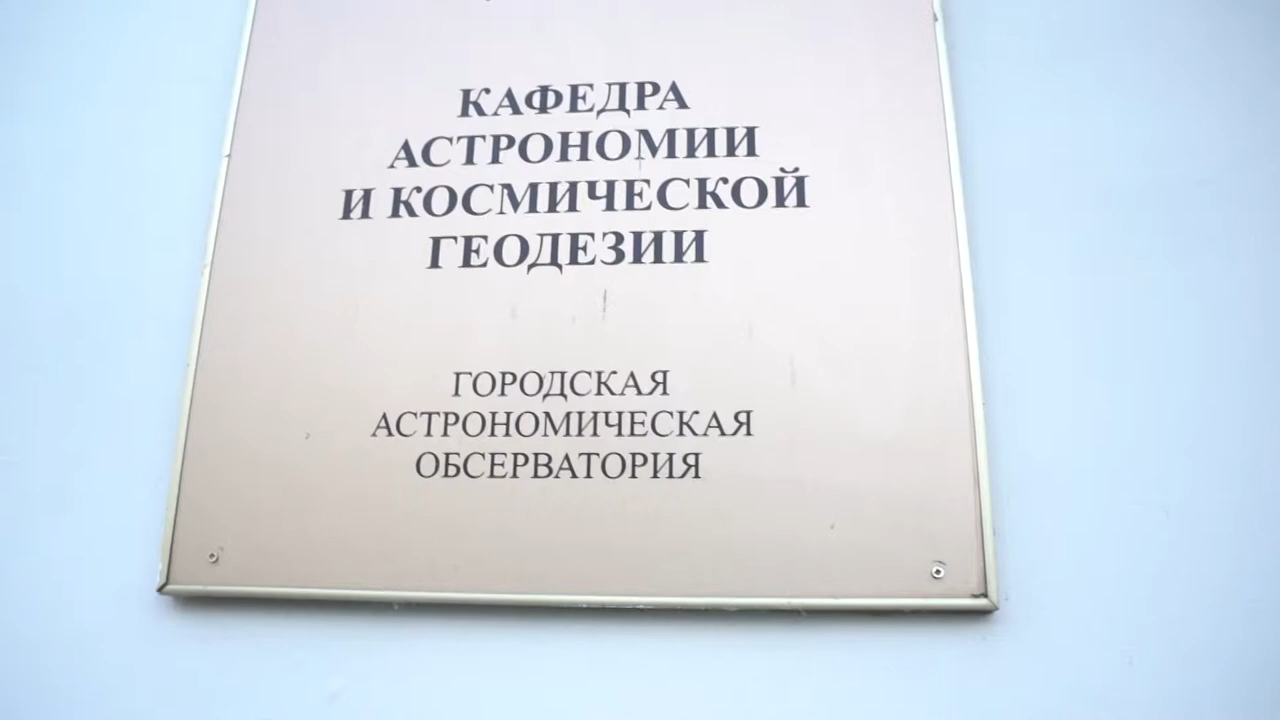 КАФЕДРА
АСТРОНОМИИ
И КОСМИЧЕСКОЙ
ГЕОДЕЗИИ
ГОРОДСКАЯ
АСТРОНОМИЧЕСКАЯ
ОБСЕРВАТОРИЯ